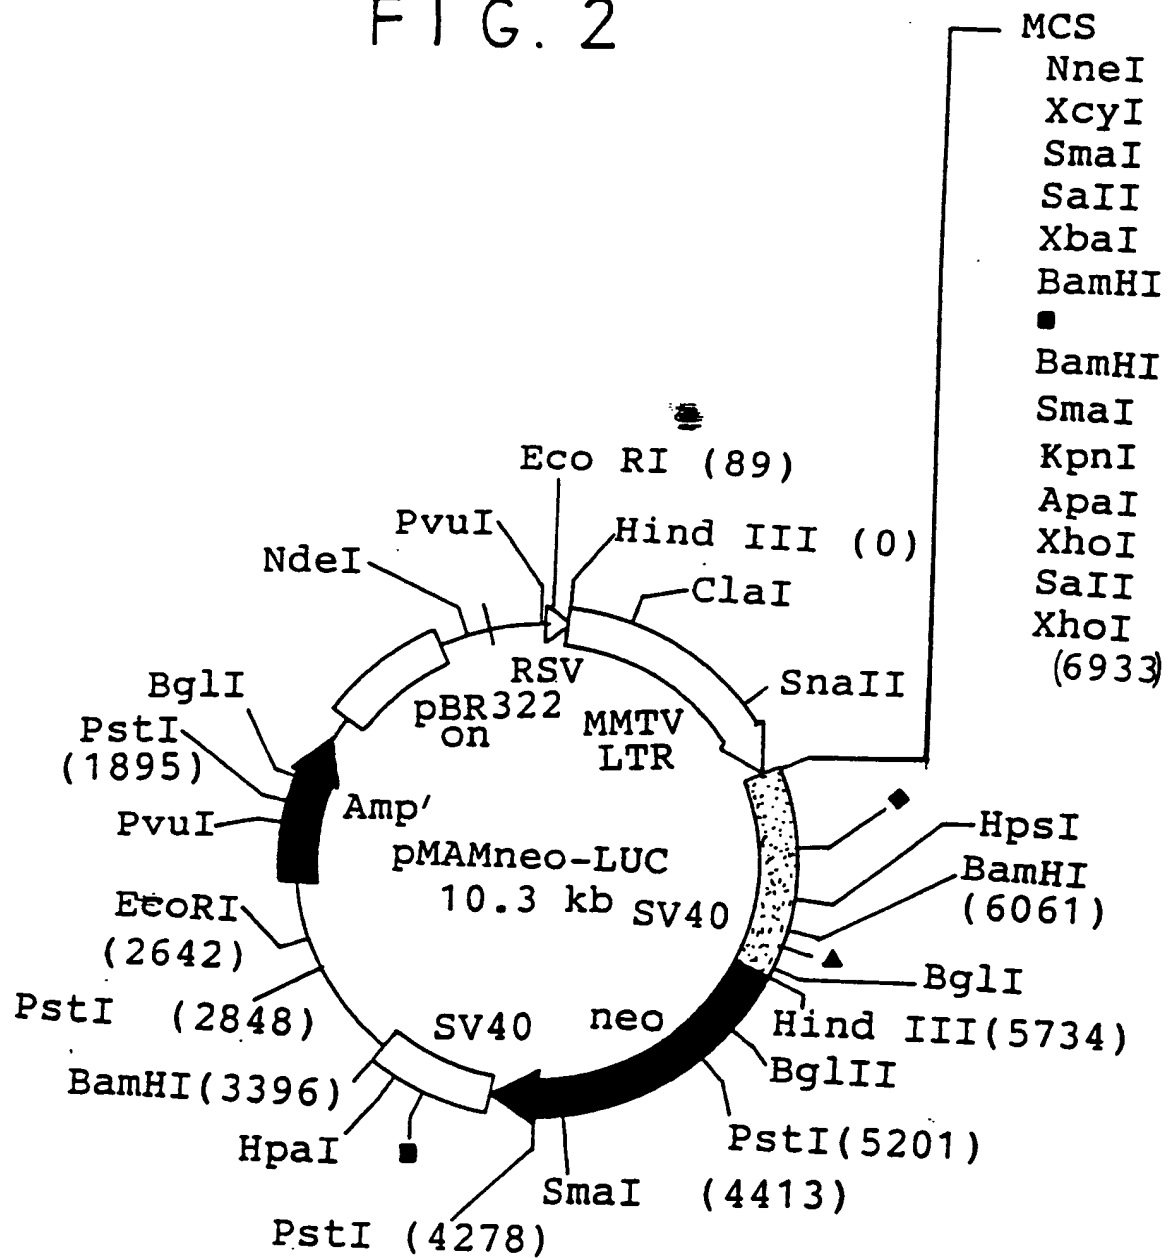 FIG. 2
MCS
NneI
XcyI
SmaI
SaII
XbaI
BamHI
BamHI
SmaI
KpnI
ApaI
XhoI
SaII
XhoI
(6933)
Eco RI (89)
PvuI
Hind III (0)
NdeI
ClaI
RSV
BglI
SnaII
pBR322
on
MMTV
LTR
PstI
(1895)
Amp'
PvuI
HpsI
pMAMneo-LUC
10.3 kb
BamHI
(6061)
SV40
EcoRI
(2642)
BglI
PstI (2848)
SV40
neo
Hind III(5734)
BglII
BamHI(3396)
HpaI
PstI(5201)
SmaI (4413)
PstI (4278)